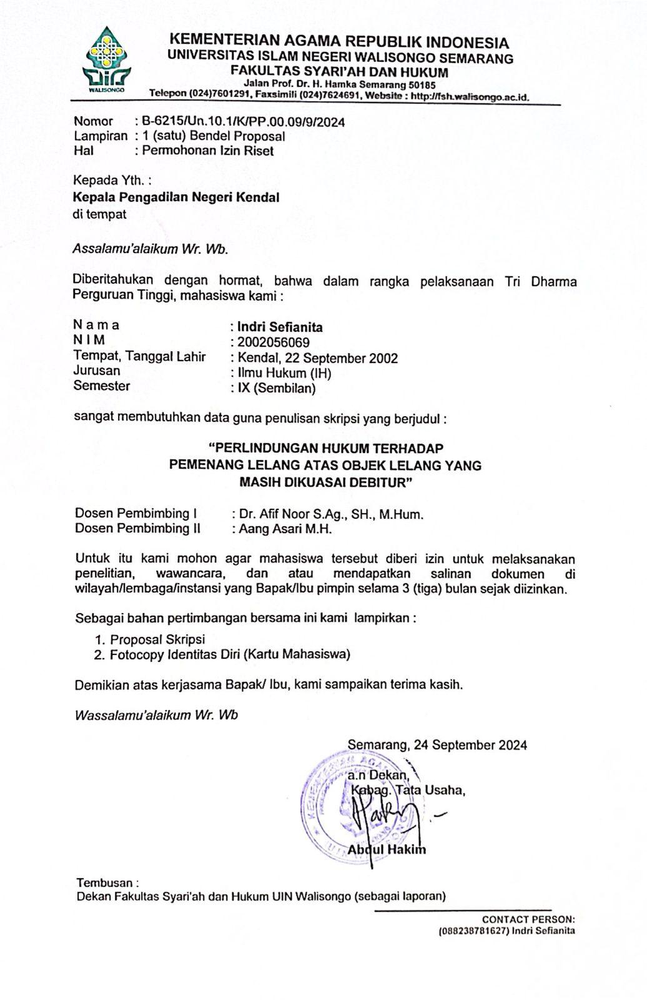 WALISONGO
KEMENTERIAN AGAMA REPUBLIK INDONESIA
UNIVERSITAS ISLAM NEGERI WALISONGO SEMARANG
FAKULTAS SYARI'AH DAN HUKUM
Jalan Prof. Dr. H. Hamka Semarang 50185
Telepon (024)7601291, Faxsimili (024)7624691, Website : http://fsh.walisongo.ac.id.
Nomor : B-6215/Un.10.1/K/PP.00.09/9/2024
Lampiran : 1 (satu) Bendel Proposal
Hal : Permohonan Izin Riset
Kepada Yth. :
Kepala Pengadilan Negeri Kendal
di tempat
Assalamu'alaikum Wr. Wb.
Diberitahukan dengan hormat, bahwa dalam rangka pelaksanaan Tri Dharma
Perguruan Tinggi, mahasiswa kami :
N a m a : Indri Sefianita
N I M : 2002056069
Tempat, Tanggal Lahir : Kendal, 22 September 2002
Jurusan : Ilmu Hukum (IH)
Semester : IX (Sembilan)
sangat membutuhkan data guna penulisan skripsi yang berjudul :
“PERLINDUNGAN HUKUM TERHADAP
PEMENANG LELANG ATAS OBJEK LELANG YANG
MASIH DIKUASAI DEBITUR”
Dosen Pembimbing I : Dr. Afif Noor S.Ag., SH., M.Hum.
Dosen Pembimbing II : Aang Asari M.H.
Untuk itu kami mohon agar mahasiswa tersebut diberi izin untuk melaksanakan
penelitian, wawancara, dan atau mendapatkan salinan dokumen di
wilayah/lembaga/instansi yang Bapak/Ibu pimpin selama 3 (tiga) bulan sejak diizinkan.
Sebagai bahan pertimbangan bersama ini kami lampirkan :
1. Proposal Skripsi
2. Fotocopy Identitas Diri (Kartu Mahasiswa)
Demikian atas kerjasama Bapak/ Ibu, kami sampaikan terima kasih.
Wassalamu'alaikum Wr. Wb
Semarang, 24 September 2024
a.n Dekan,
Kabag. Tata Usaha,
KEMENTERIAN AGAMA
Abdul Hakim
Tembusan :
Dekan Fakultas Syari'ah dan Hukum UIN Walisongo (sebagai laporan)
CONTACT PERSON:
(088238781627) Indri Sefianita